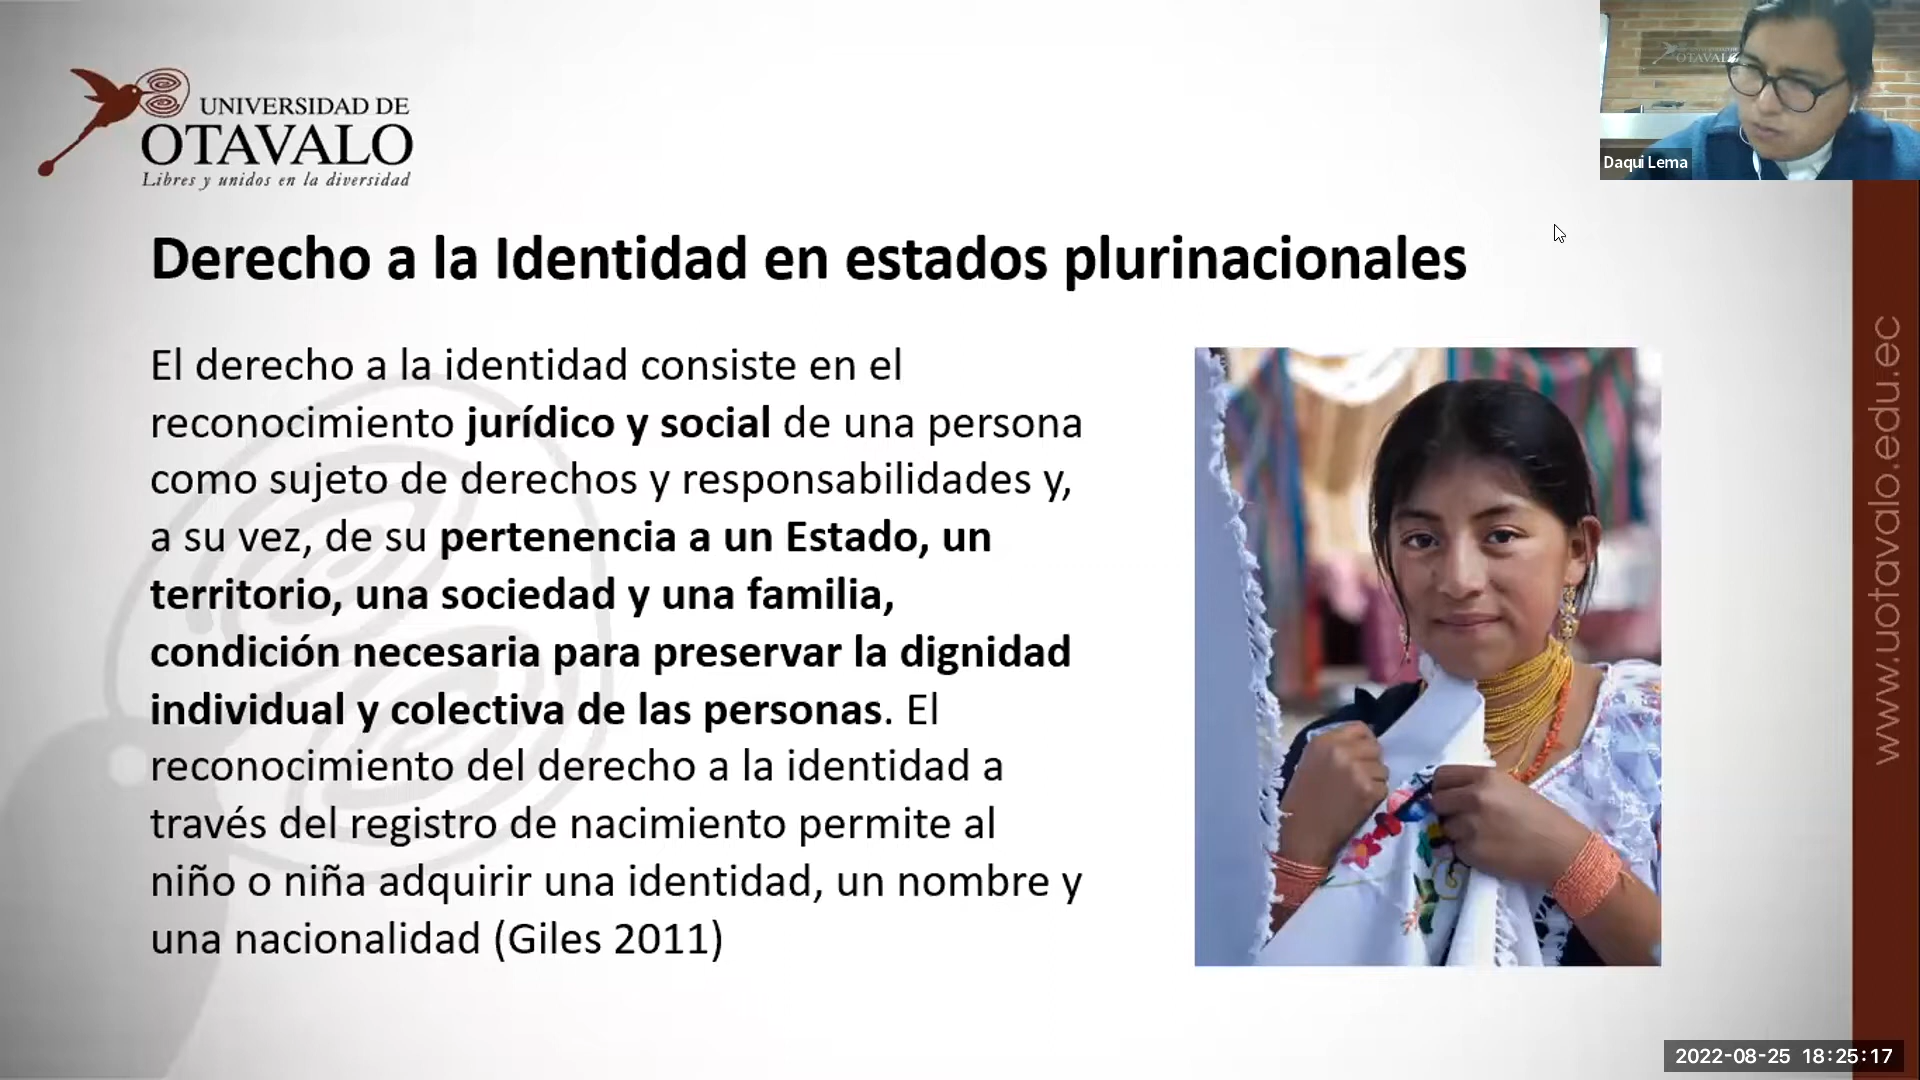 UNIVERSIDAD DE
OTAVALO
Libres y unidos en la diversidad
OTAVALO
Daqui Lema
Derecho a la Identidad en estados plurinacionales
El derecho a la identidad consiste en el
reconocimiento jurídico y social de una persona
como sujeto de derechos y responsabilidades y,
a su vez, de su pertenencia a un Estado, un
territorio, una sociedad y una familia,
condición necesaria para preservar la dignidad
individual y colectiva de las personas. El
reconocimiento del derecho a la identidad a
través del registro de nacimiento permite al
niño o niña adquirir una identidad, un nombre y
una nacionalidad (Giles 2011)
www.uotavalo.edu.ec
2022-08-25 18:25:17